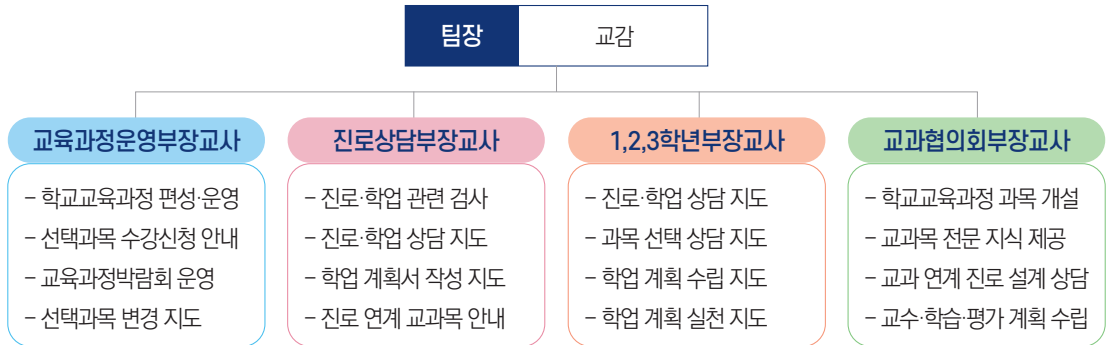 팀장 교감
교육과정운영부장교사
– 학교교육과정 편성·운영
– 선택과목 수강신청 안내
– 교육과정박람회 운영
– 선택과목 변경 지도
진로상담부장교사
– 진로·학업 관련 검사
– 진로·학업 상담 지도
– 학업 계획서 작성 지도
– 진로 연계 교과목 안내
1,2,3학년부장교사
– 진로·학업 상담 지도
– 과목 선택 상담 지도
– 학업 계획 수립 지도
– 학업 계획 실천 지도
교과협의회부장교사
– 학교교육과정 과목 개설
– 교과목 전문 지식 제공
– 교과 연계 진로 설계 상담
– 교수·학습·평가 계획 수립